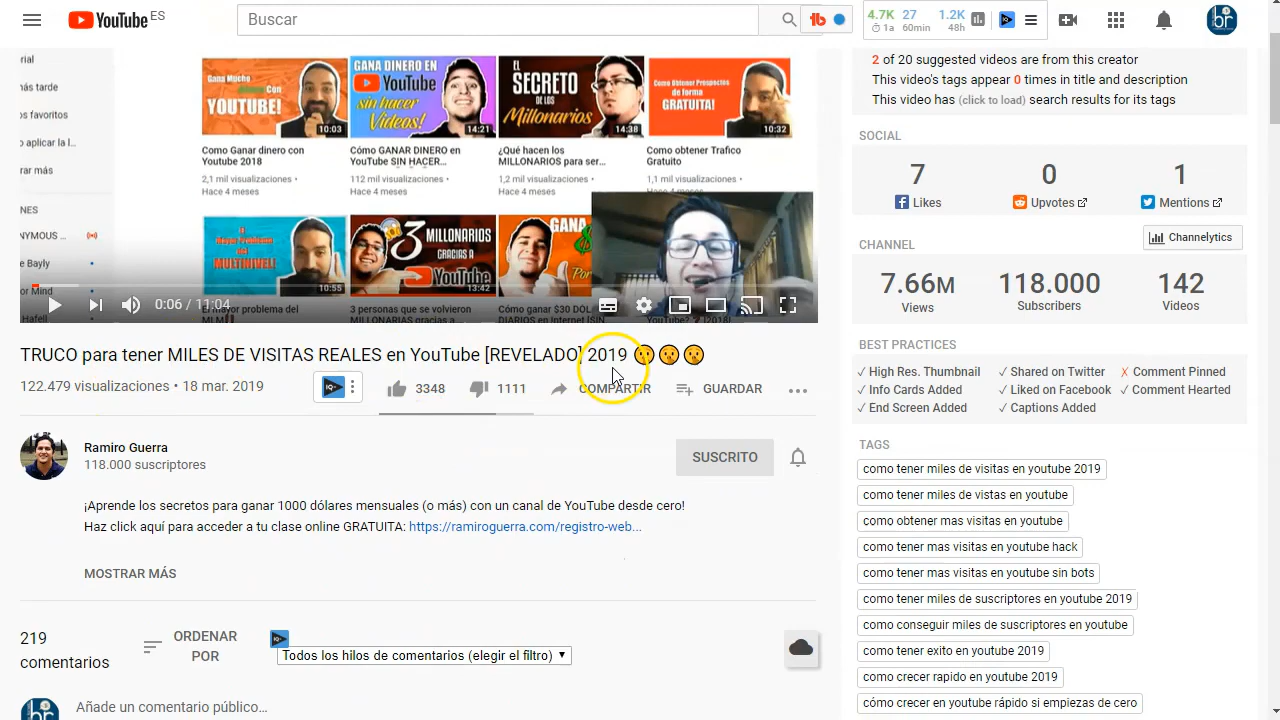 YouTube ES
Buscar
4.7K 27 1.2K
1a 60min 48h
rial
ás tarde
os favoritos
o aplicar la l...
rar más
NES
ONYMOUS ...
e Bayly
or Mind
Hafell
Gana Mucho
YOUTUBE!
10:03
GANA DINERO EN
YouTube
sin hacer
Videos!
14:21
EL
SECRETO
DE LOS
Millonarios
14:38
Como Obtener Prospectos
de forma
GRATUITA!
10:32
Como Ganar dinero con
Youtube 2018
2,1 mil visualizaciones •
Hace 4 meses
Cómo GANAR DINERO en
YouTube SIN HACER...
112 mil visualizaciones •
Hace 4 meses
¿Qué hacen los
MILLONARIOS para ser...
1,2 mil visualizaciones •
Hace 4 meses
Como obtener Trafico
Gratuito
1,1 mil visualizaciones •
Hace 4 meses
El Mayor Problema
del
MULTINIVEL!
10:55
3 MILLONARIOS
GRACIAS A
YouTube
13:42
GANA
El mayor problema del
MLM
3 personas que se volvieron
MILLONARIAS gracias a
Cómo ganar $30 DOL
DIARIOS en internet ¡SIN
0:06 / 11:04
TRUCO para tener MILES DE VISITAS REALES en YouTube [REVELADO] 2019 🤫🤫🤫
122.479 visualizaciones • 18 mar. 2019
IQ
3348
1111
COMPARTIR
GUARDAR
Ramiro Guerra
118.000 suscriptores
SUSCRITO
¡Aprende los secretos para ganar 1000 dólares mensuales (o más) con un canal de YouTube desde cero!
Haz click aquí para acceder a tu clase online GRATUITA: https://ramiroguerra.com/registro-web...
MOSTRAR MÁS
219
comentarios
ORDENAR
POR
Todos los hilos de comentarios (elegir el filtro)
Añade un comentario público...
2 of 20 suggested videos are from this creator
This video's tags appear 0 times in title and description
This video has (click to load) search results for its tags
SOCIAL
7
Likes
0
Upvotes
1
Mentions
CHANNEL
Channelytics
7.66M
Views
118.000
Subscribers
142
Videos
BEST PRACTICES
✓ High Res. Thumbnail ✓ Shared on Twitter ✗ Comment Pinned
✓ Info Cards Added ✓ Liked on Facebook ✓ Comment Hearted
✓ End Screen Added ✓ Captions Added
TAGS
como tener miles de visitas en youtube 2019
como tener miles de vistas en youtube
como obtener mas visitas en youtube
como tener mas visitas en youtube hack
como tener mas visitas en youtube sin bots
como tener miles de suscriptores en youtube 2019
como conseguir miles de suscriptores en youtube
como tener exito en youtube 2019
como crecer rapido en youtube 2019
cómo crecer en youtube rápido si empiezas de cero